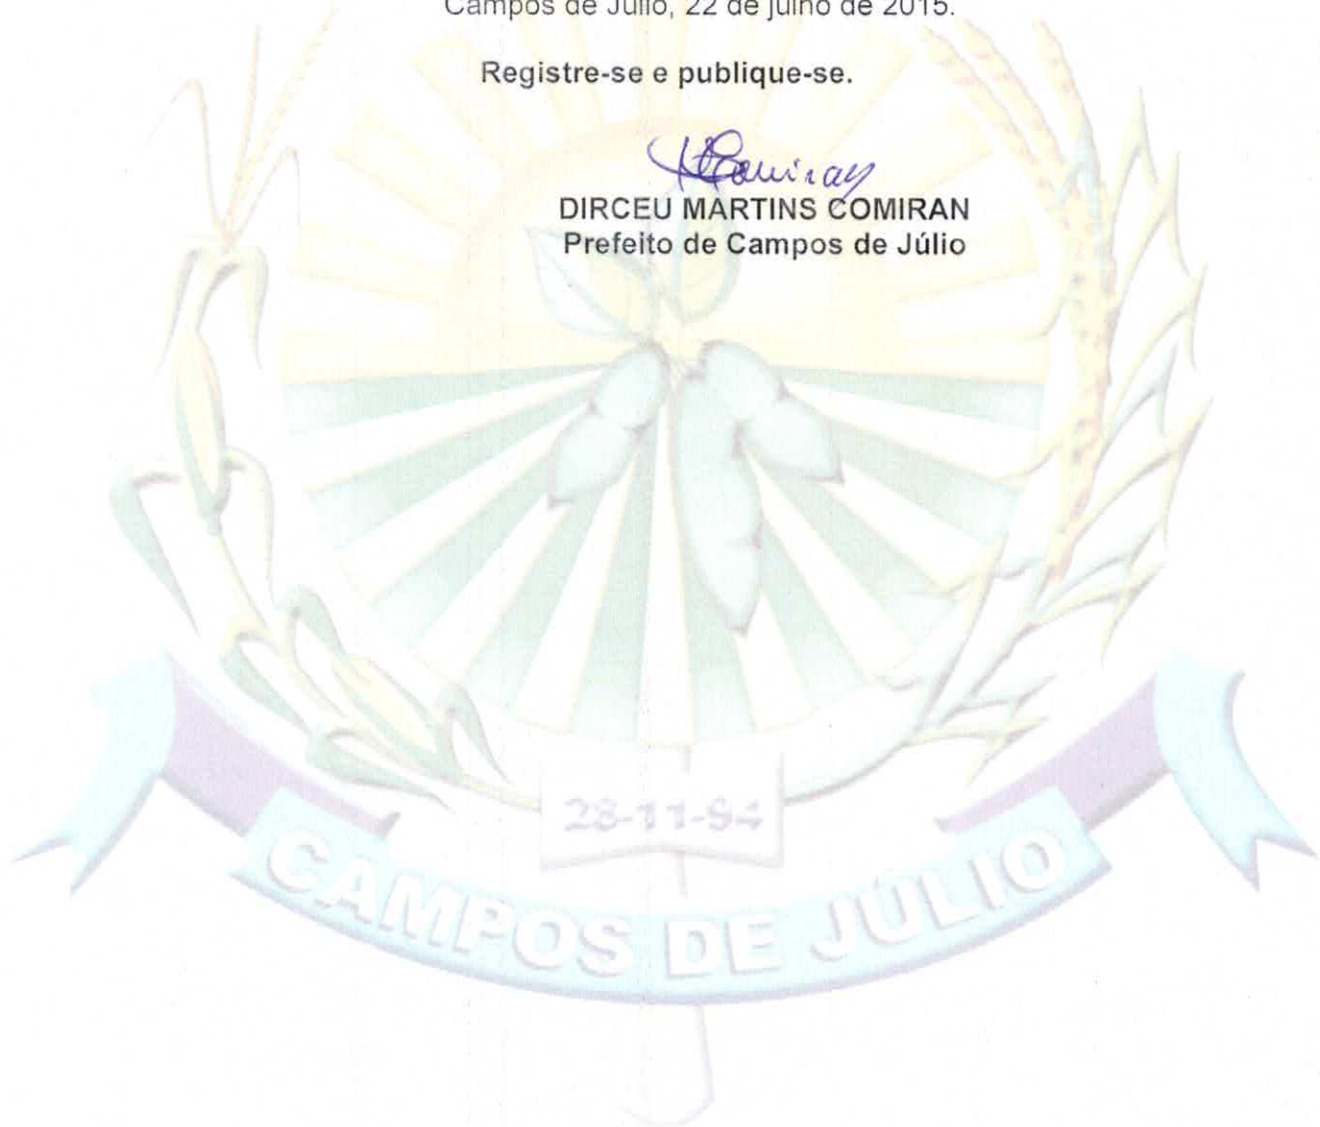 Campos de Júlio, 22 de julho de 2015.
Registre-se e publique-se.
DIRCEU MARTINS COMIRAN
Prefeito de Campos de Júlio
28-11-94
CAMPOS DE JÚLIO